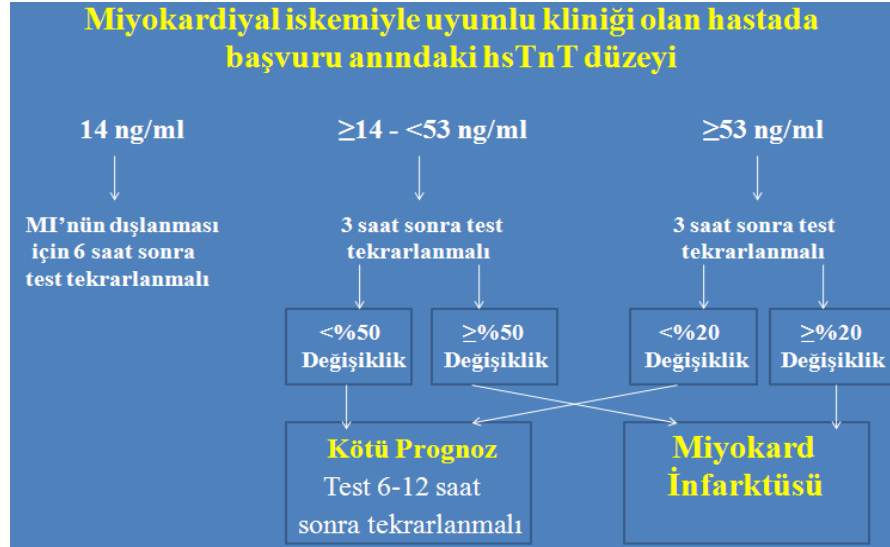 Miyokardiyal iskemiyle uyumlu kliniği olan hastada
başvuru anındaki hsTnT düzeyi
14 ng/ml
≥14 - <53 ng/ml
≥53 ng/ml
MI’nün dışlanması
için 6 saat sonra
test tekrarlanmalı
3 saat sonra test
tekrarlanmalı
3 saat sonra test
tekrarlanmalı
<%50
Değişiklik
≥%50
Değişiklik
<%20
Değişiklik
≥%20
Değişiklik
Kötü Prognoz
Test 6-12 saat
sonra tekrarlanmalı
Miyokard
İnfarktüsü